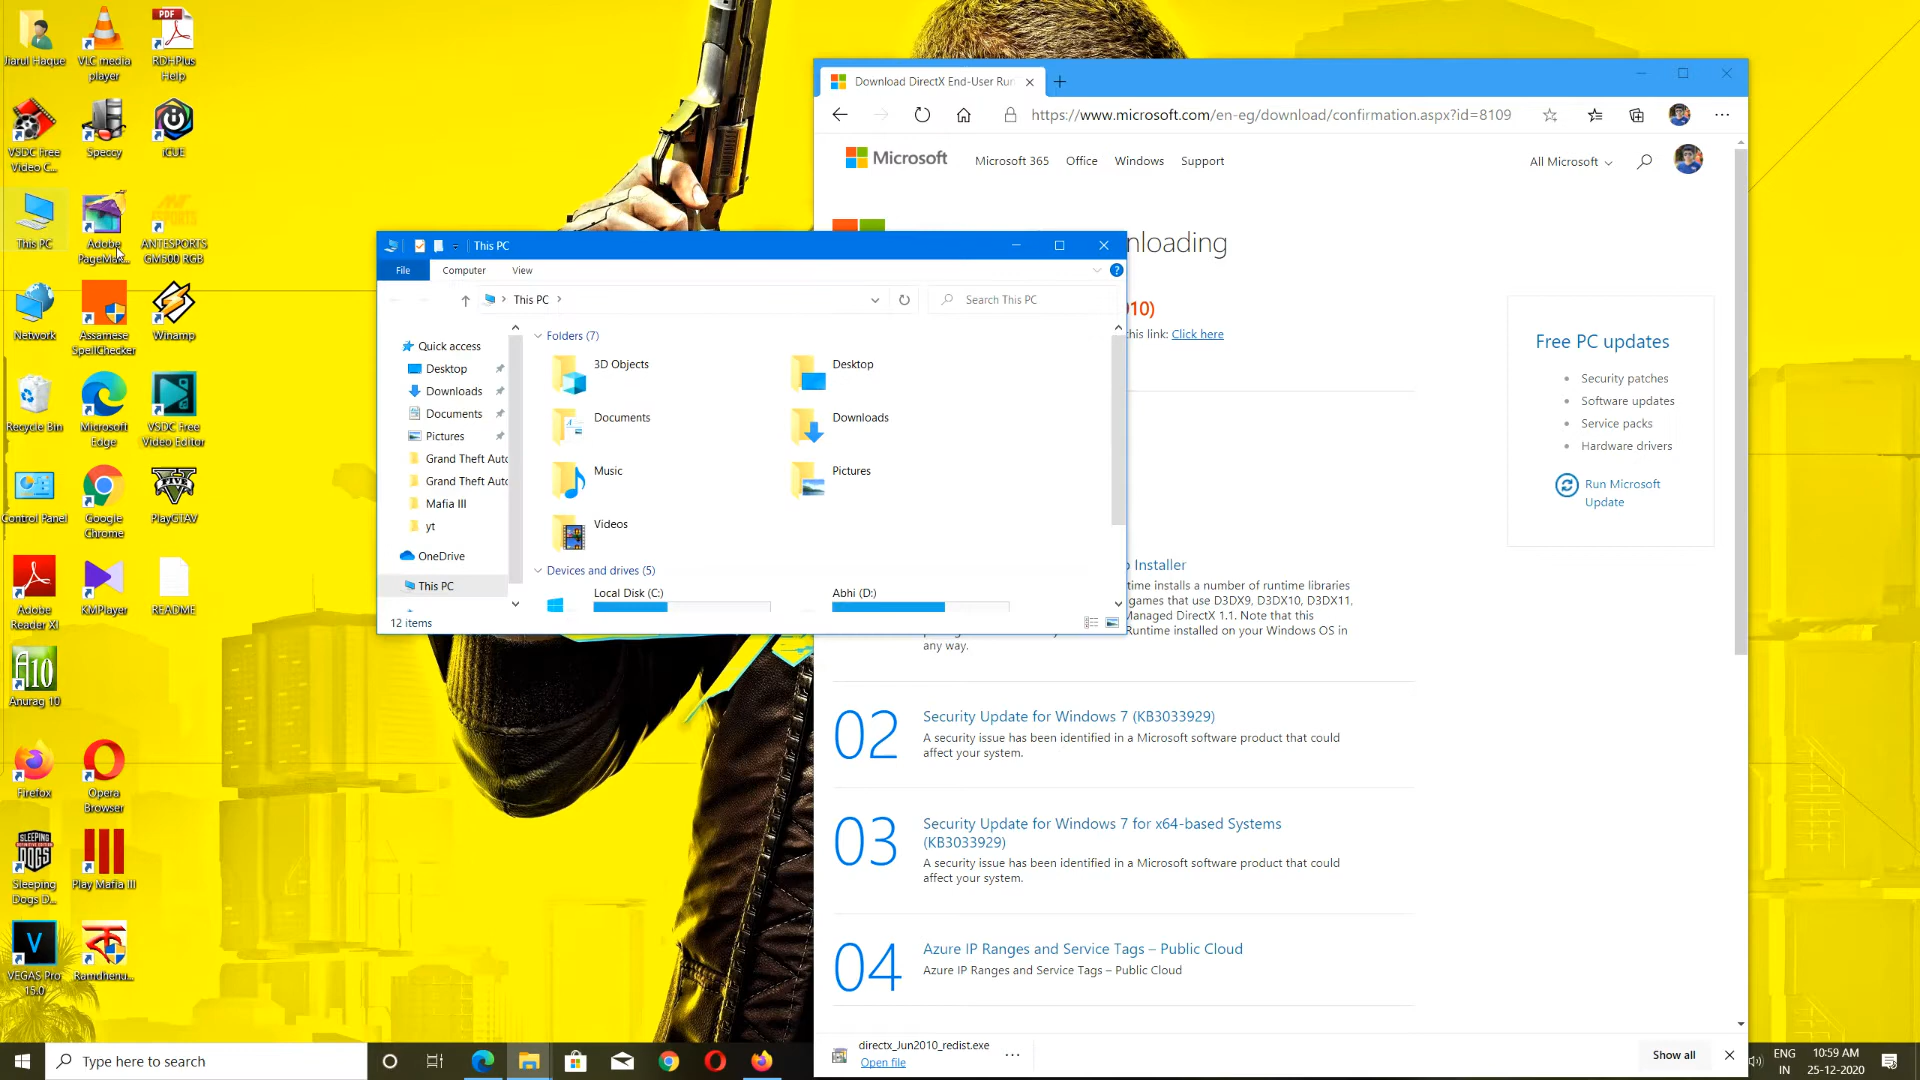 Jiarul Haque
VLC media
player
RDHPlus
Help
VSDC Free
Video C...
Speccy
iCUE
This PC
Adobe
PageMak...
ANTESPORTS
GM500 RGB
Network
Assamese
SpellChecker
Winamp
Recycle Bin
Microsoft
Edge
VSDC Free
Video Editor
Control Panel
Google
Chrome
PlayGTAV
Adobe
Reader XI
KMPlayer
README
Anurag 10
Firefox
Opera
Browser
Sleeping
Dogs D...
Play Mafia III
VEGAS Pro
15.0
Ramdhenu...
This PC
File
Computer
View
This PC
Search This PC
Quick access
Desktop
Downloads
Documents
Pictures
Grand Theft Auto
Grand Theft Auto
Mafia III
yt
OneDrive
This PC
Folders (7)
3D Objects
Desktop
Documents
Downloads
Music
Pictures
Videos
Devices and drives (5)
Local Disk (C:)
Abhi (D:)
12 items
Download DirectX End-User Run
https://www.microsoft.com/en-eg/download/confirmation.aspx?id=8109
Microsoft
Microsoft 365
Office
Windows
Support
All Microsoft
nloading
010)
this link: Click here
Free PC updates
Security patches
Software updates
Service packs
Hardware drivers
Run Microsoft
Update
o Installer
time installs a number of runtime libraries
games that use D3DX9, D3DX10, D3DX11,
Managed DirectX 1.1. Note that this
Runtime installed on your Windows OS in
any way.
02
Security Update for Windows 7 (KB3033929)
A security issue has been identified in a Microsoft software product that could
affect your system.
03
Security Update for Windows 7 for x64-based Systems
(KB3033929)
A security issue has been identified in a Microsoft software product that could
affect your system.
04
Azure IP Ranges and Service Tags – Public Cloud
Azure IP Ranges and Service Tags – Public Cloud
directx_Jun2010_redist.exe
Open file
Show all
Type here to search
ENG
IN
10:59 AM
25-12-2020